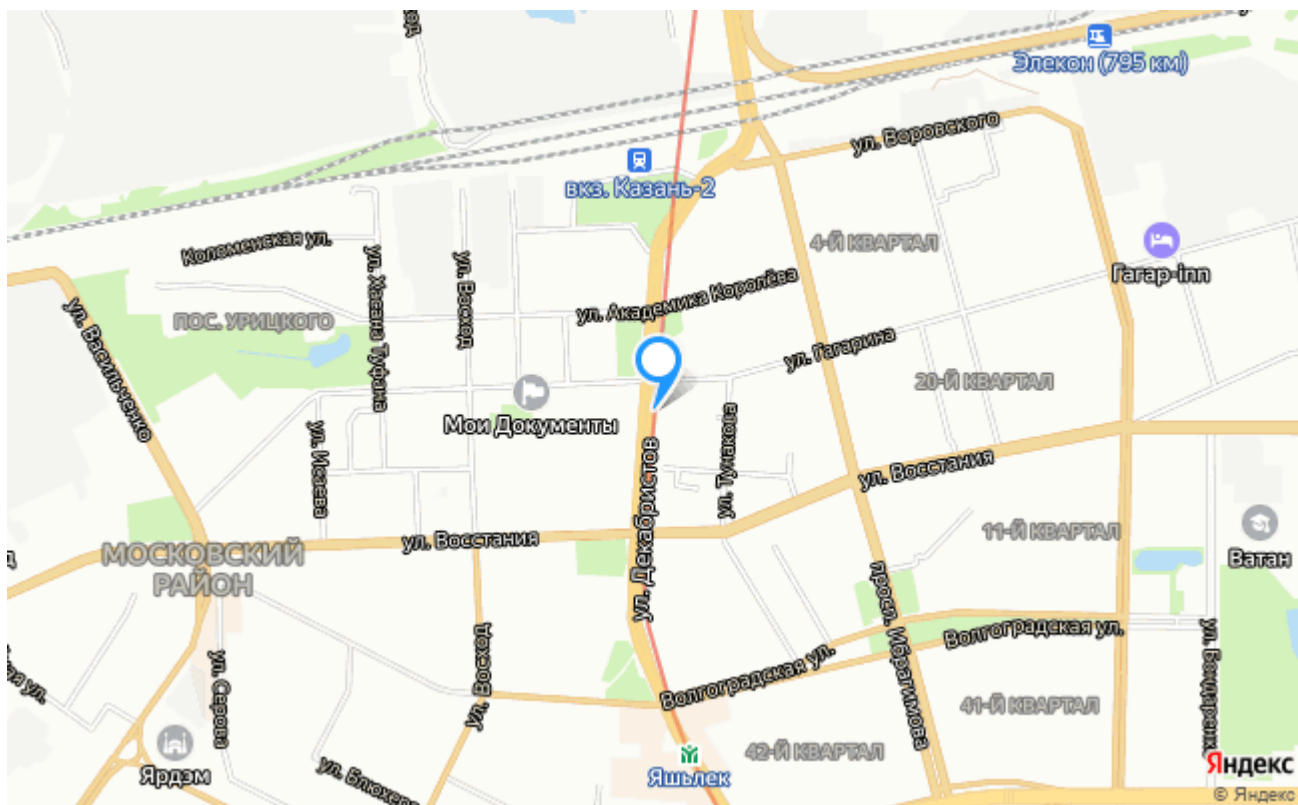 Элекон (795 км)
ул. Воровского
вкз. Казань-2
Коломенская ул.
4-Й КВАРТАЛ
Гагар-inn
ул. Хасана Туфана
ул. Восход
ул. Академика Королёва
ПОС. УРИЦКОГО
ул. Васильченко
ул. Гагарина
20-Й КВАРТАЛ
Мои Документы
ул. Исаева
ул. Тунакова
ул. Декабристов
ул. Восстания
ул. Восстания
11-Й КВАРТАЛ
Ватан
МОСКОВСКИЙ
РАЙОН
просп. Ибрагимова
Волгоградская ул.
Волгоградская ул.
ул. Серова
ул. Восход
41-Й КВАРТАЛ
42-Й КВАРТАЛ
Ярдэм
Яшьлек
Яндекс
© Яндекс